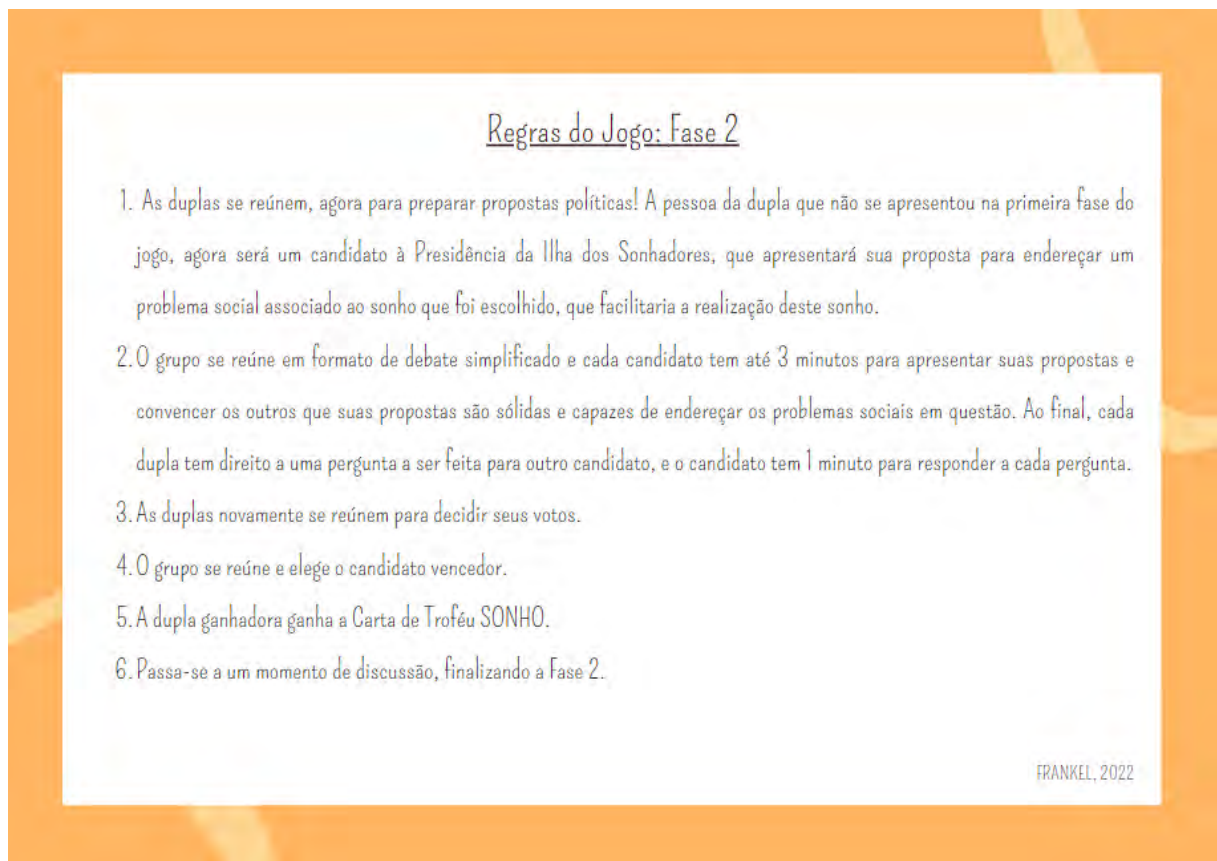 Regras do Jogo: Fase 2
1. As duplas se reúnem, agora para preparar propostas políticas! A pessoa da dupla que não se apresentou na primeira fase do
jogo, agora será um candidato à Presidência da Ilha dos Sonhadores, que apresentará sua proposta para endereçar um
problema social associado ao sonho que foi escolhido, que facilitaria a realização deste sonho.
2. O grupo se reúne em formato de debate simplificado e cada candidato tem até 3 minutos para apresentar suas propostas e
convencer os outros que suas propostas são sólidas e capazes de endereçar os problemas sociais em questão. Ao final, cada
dupla tem direito a uma pergunta a ser feita para outro candidato, e o candidato tem 1 minuto para responder a cada pergunta.
3. As duplas novamente se reúnem para decidir seus votos.
4. O grupo se reúne e elege o candidato vencedor.
5. A dupla ganhadora ganha a Carta de Troféu SONHO.
6. Passa-se a um momento de discussão, finalizando a Fase 2.
FRANKEL, 2022